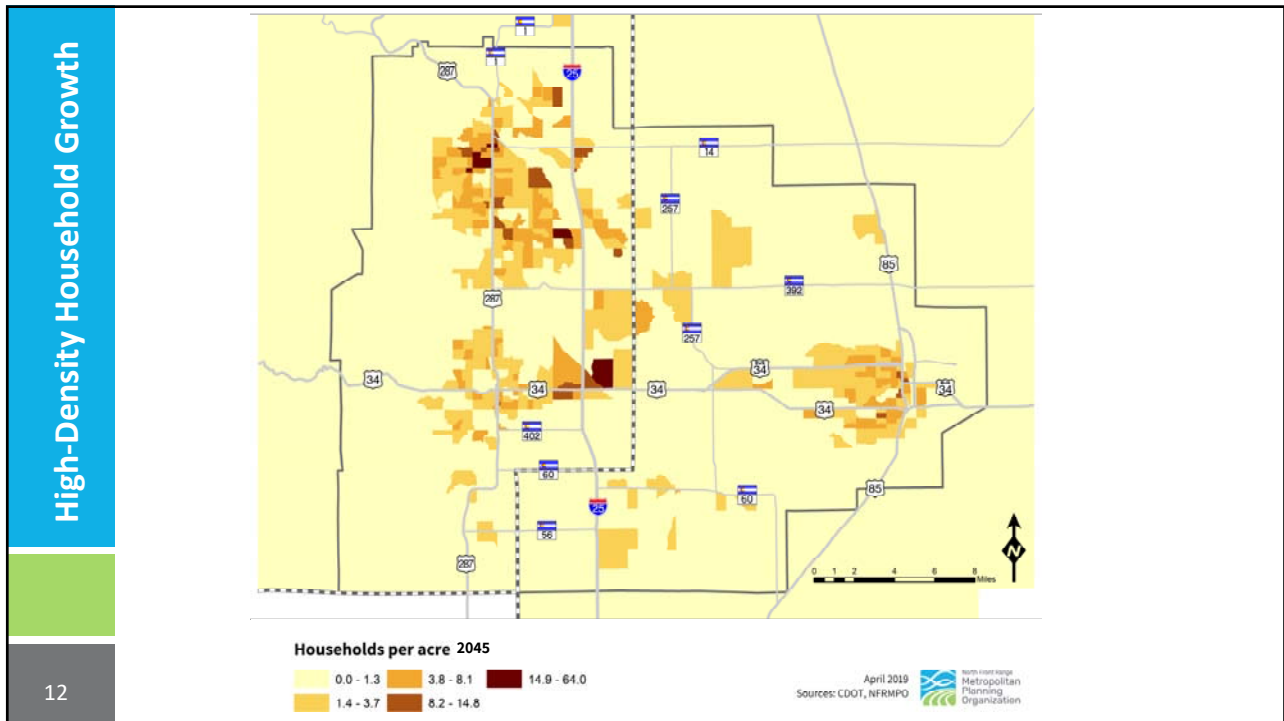 High-Density Household Growth
12
1
1
287
25
14
257
85
287
392
257
34
34
34
34
34
34
402
60
60
85
25
56
287
N
0 1 2 4 6 8
Miles
Households per acre 2045
0.0 - 1.3
3.8 - 8.1
14.9 - 64.0
1.4 - 3.7
8.2 - 14.8
April 2019
Sources: CDOT, NFRMPO
North Front Range
Metropolitan
Planning
Organization